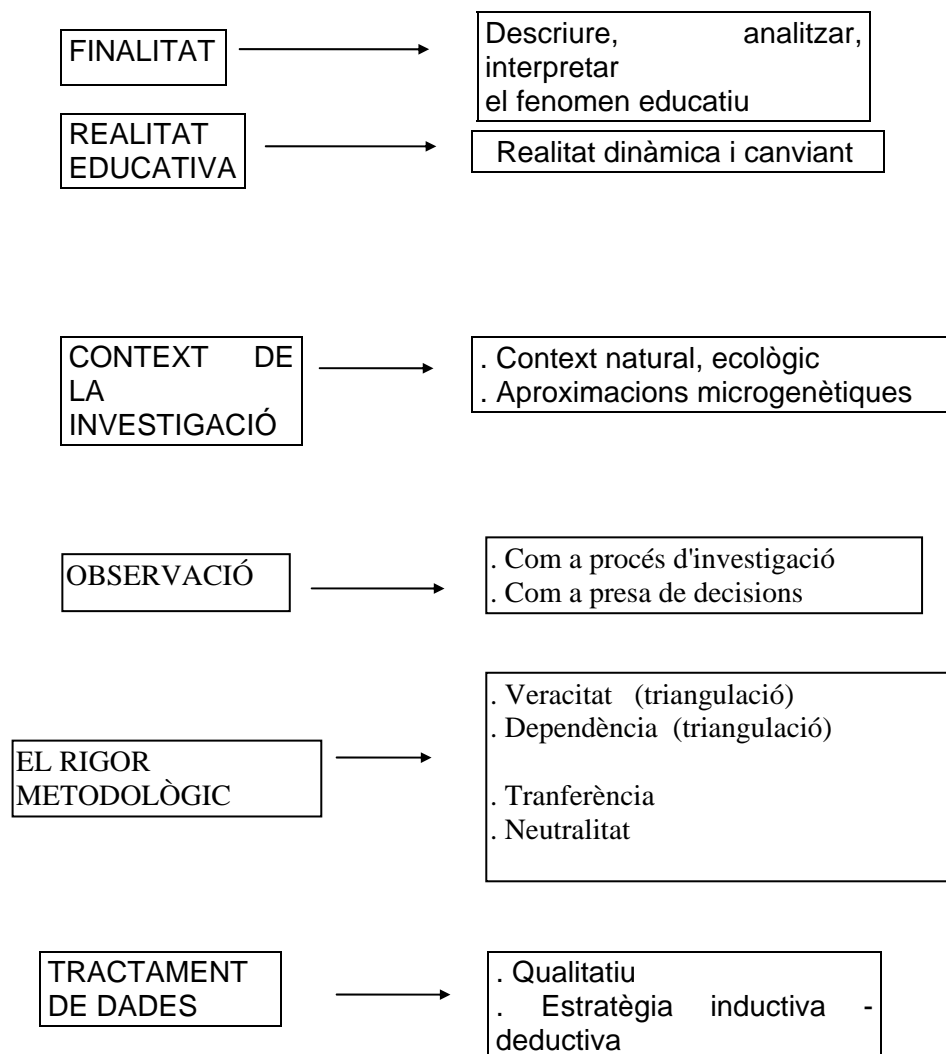 FINALITAT
Descriure, analitzar,
interpretar
el fenomen educatiu
REALITAT
EDUCATIVA
Realitat dinàmica i canviant
CONTEXT DE
LA
INVESTIGACIÓ
. Context natural, ecològic
. Aproximacions microgenètiques
OBSERVACIÓ
. Com a procés d'investigació
. Com a presa de decisions
EL RIGOR
METODOLÒGIC
. Veracitat (triangulació)
. Dependència (triangulació)
. Tranferència
. Neutralitat
TRACTAMENT
DE DADES
. Qualitatiu
. Estratègia inductiva -
deductiva